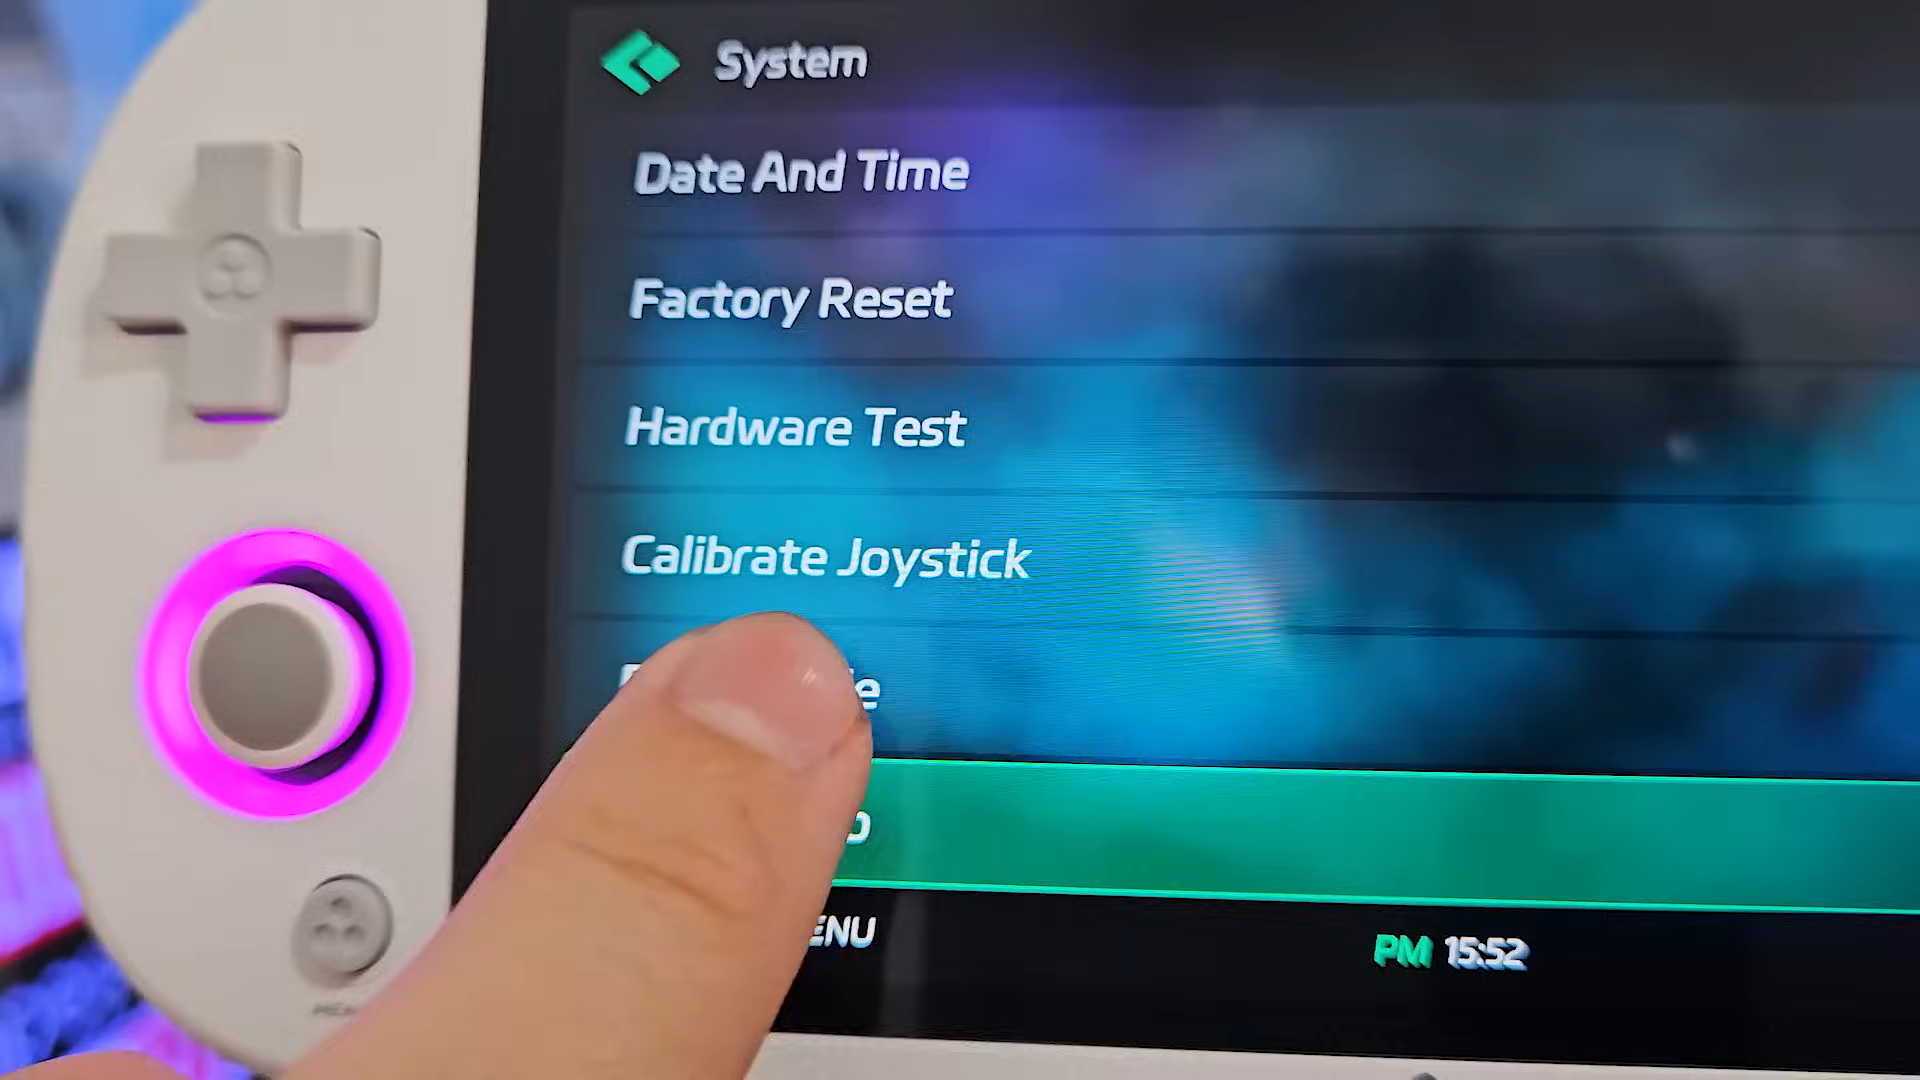 System
Date And Time
Factory Reset
Hardware Test
Calibrate Joystick
PM 15:52